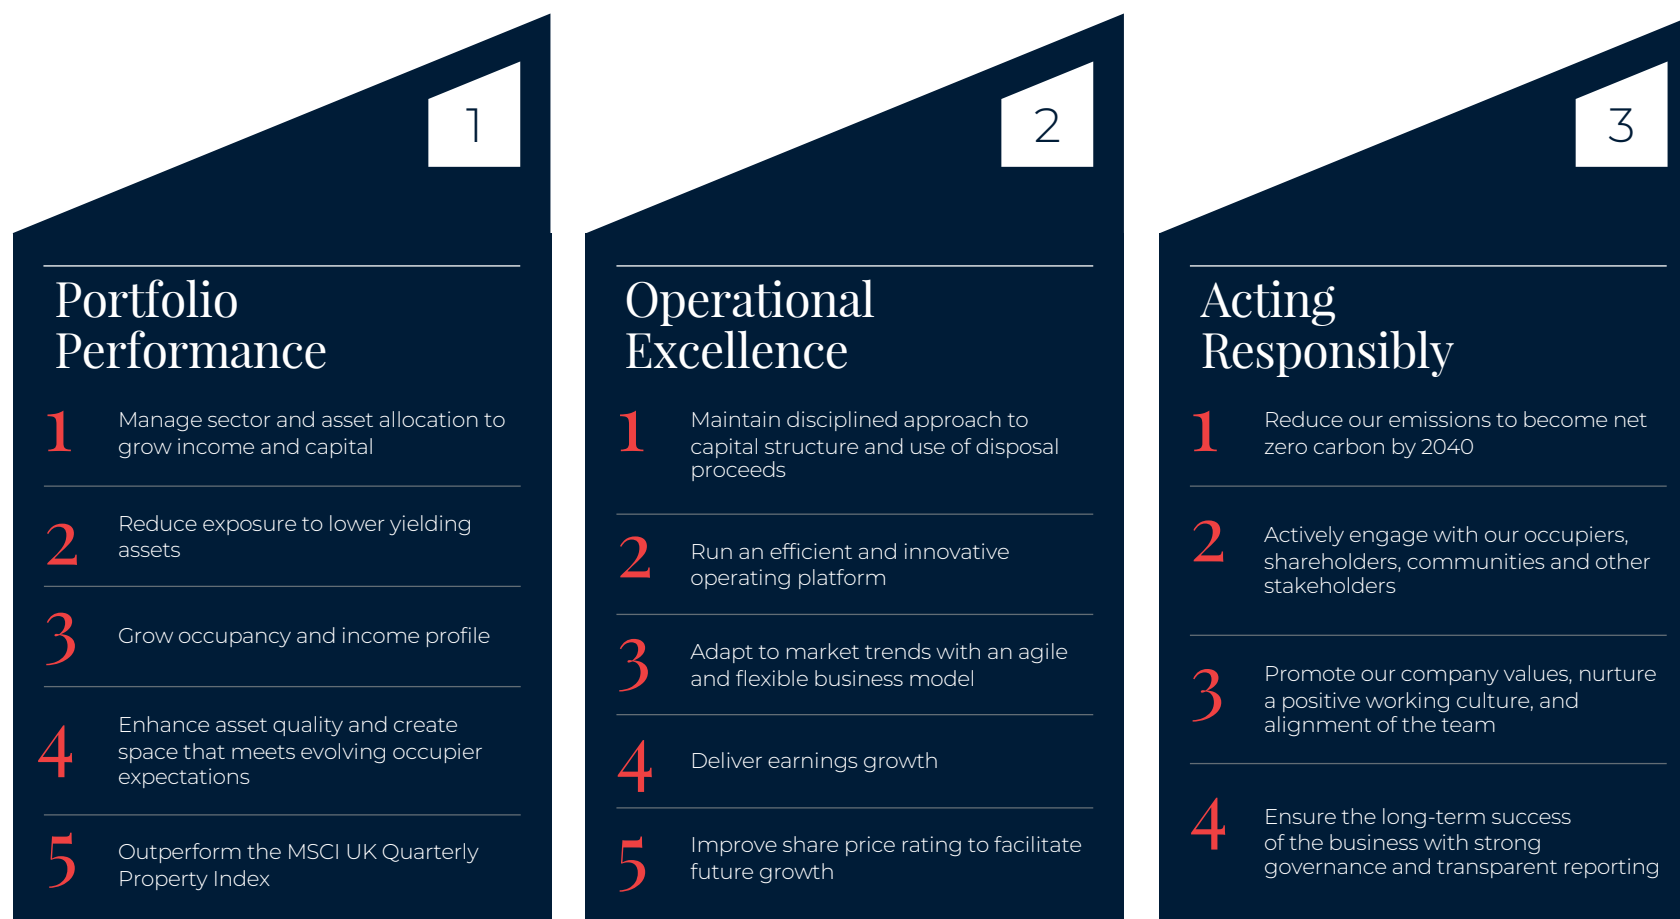 1
Portfolio
Performance
1
Manage sector and asset allocation to
grow income and capital
2
Reduce exposure to lower yielding
assets
3
Grow occupancy and income profile
4
Enhance asset quality and create
space that meets evolving occupier
expectations
5
Outperform the MSCI UK Quarterly
Property Index
2
Operational
Excellence
1
Maintain disciplined approach to
capital structure and use of disposal
proceeds
2
Run an efficient and innovative
operating platform
3
Adapt to market trends with an agile
and flexible business model
4
Deliver earnings growth
5
Improve share price rating to facilitate
future growth
3
Acting
Responsibly
1
Reduce our emissions to become net
zero carbon by 2040
2
Actively engage with our occupiers,
shareholders, communities and other
stakeholders
3
Promote our company values, nurture
a positive working culture, and
alignment of the team
4
Ensure the long-term success
of the business with strong
governance and transparent reporting